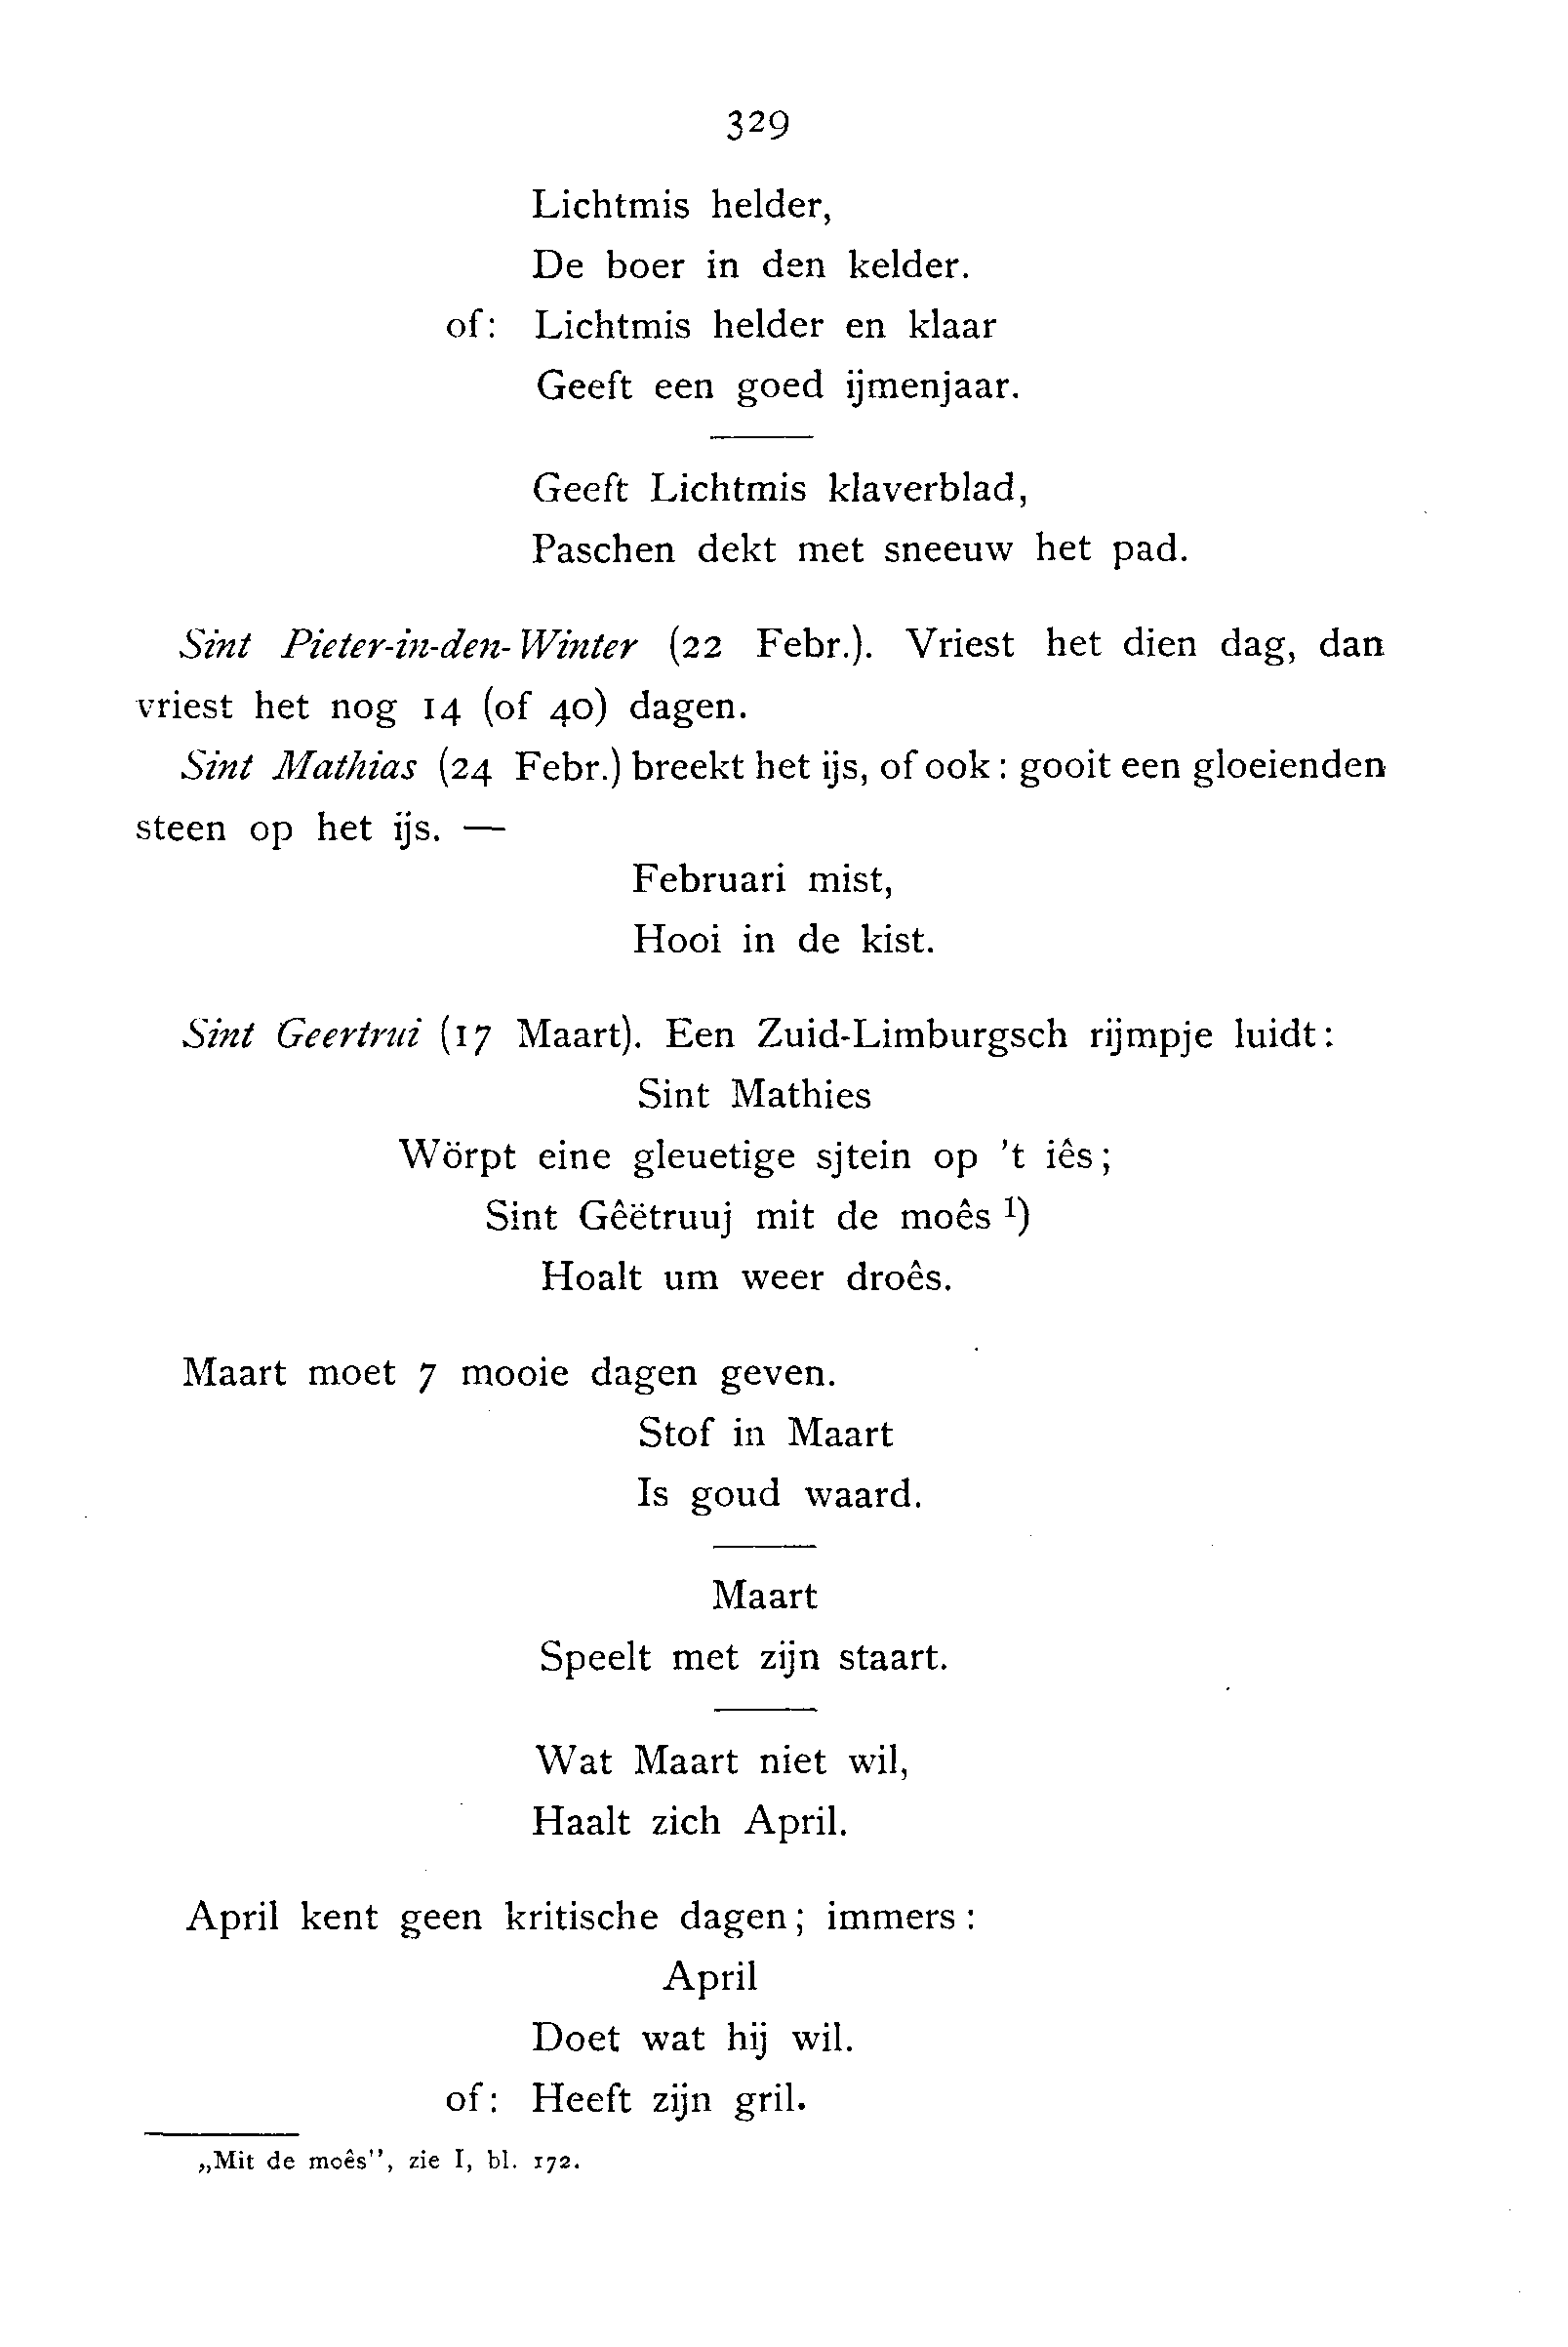 329
Lichtmis helder,
De boer in den kelder.
of: Lichtmis helder en klaar
Geeft een goed ijmenjaar.
Geeft Lichtmis klaverblad,
Paschen dekt met sneeuw het pad.
Sint Pieter-in-den-Winter (22 Febr.). Vriest het dien dag, dan
vriest het nog 14 (of 40) dagen.
Sint Mathias (24 Febr.) breekt het ijs, of ook: gooit een gloeienden
steen op het ijs. —
Februari mist,
Hooi in de kist.
Sint Geertrui (17 Maart). Een Zuid-Limburgsch rijmpje luidt:
Sint Mathies
Wörpt eine gleuetige sjtein op 't iês;
Sint Gêëtruuj mit de moês ¹)
Hoalt um weer droês.
Maart moet 7 mooie dagen geven.
Stof in Maart
Is goud waard.
Maart
Speelt met zijn staart.
Wat Maart niet wil,
Haalt zich April.
April kent geen kritische dagen; immers:
April
Doet wat hij wil.
of: Heeft zijn gril.
„Mit de moês", zie I, bl. 172.